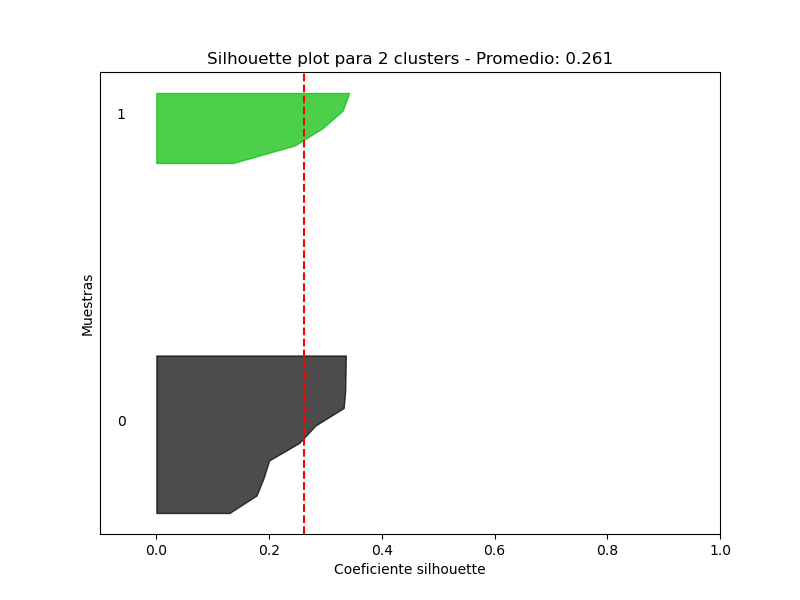 Silhouette plot para 2 clusters - Promedio: 0.261
1
Muestras
0
0.0 0.2 0.4 0.6 0.8 1.0
Coeficiente silhouette